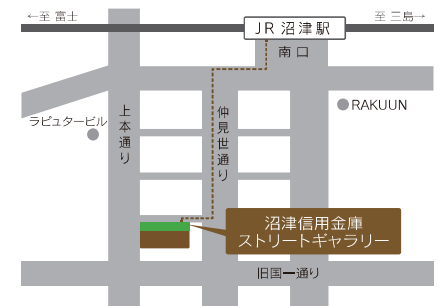 ←至 富士
JR 沼津駅
至 三島→
南口
RAKUUN
ラピュタービル
上本通り
仲見世通り
沼津信用金庫
ストリートギャラリー
旧国一通り